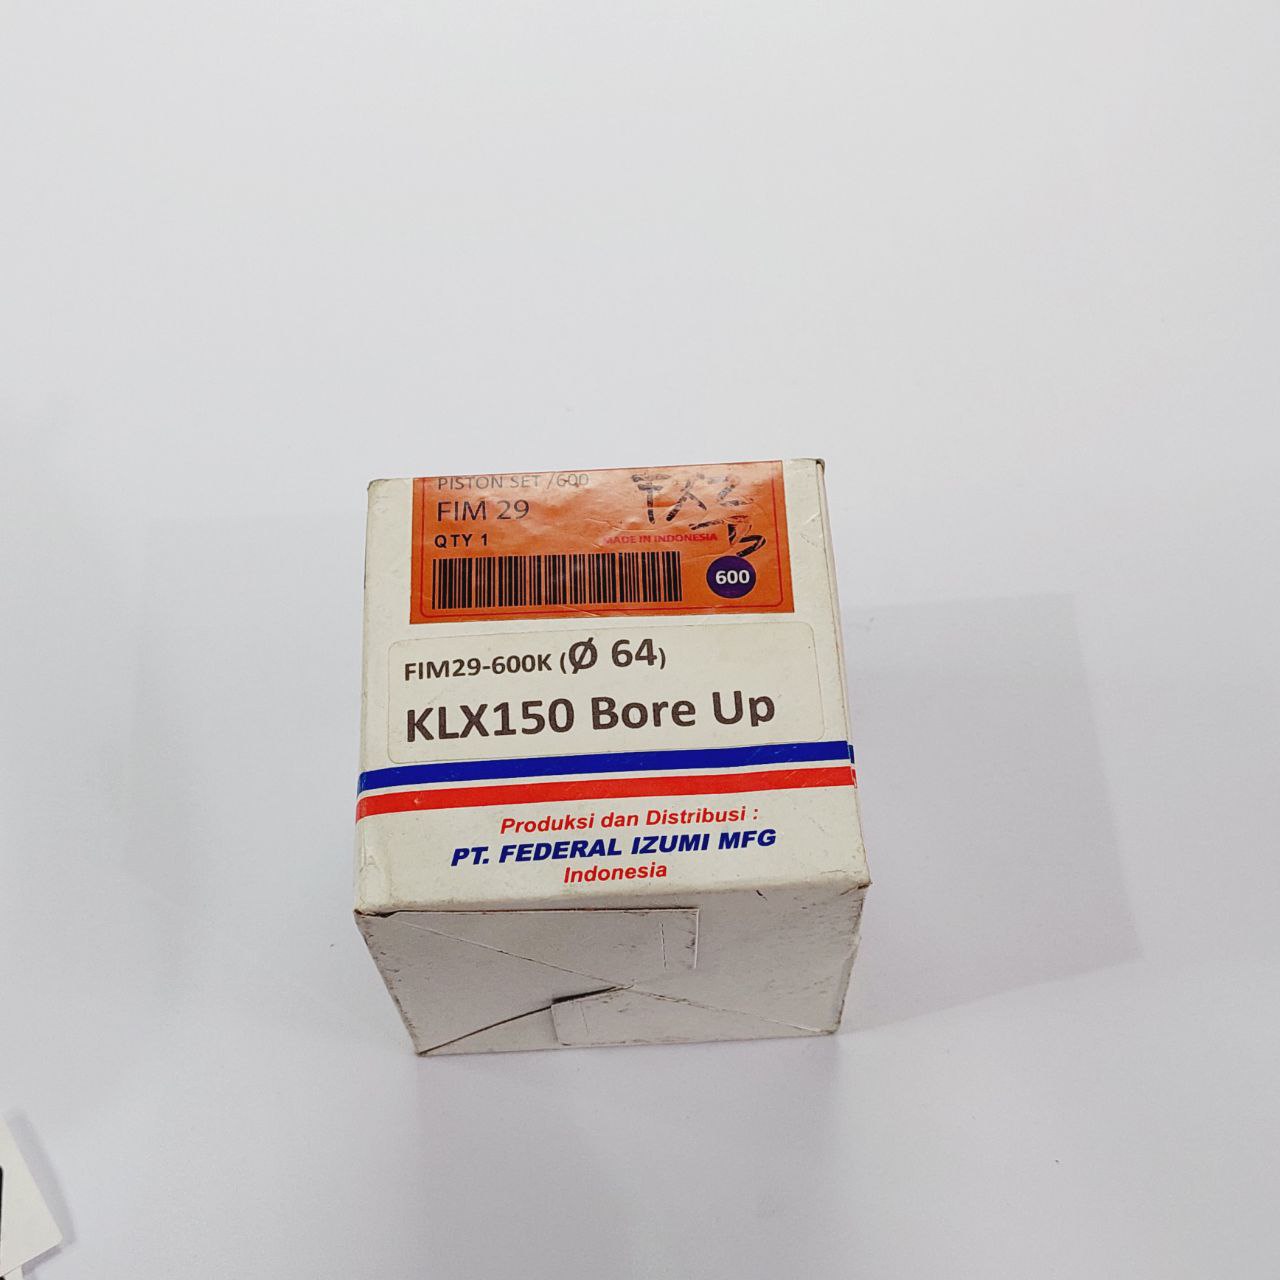 PISTON SET /600
FIM 29
QTY 1
MADE IN INDONESIA
600
FIM29-600K (Ø 64)
KLX150 Bore Up
Produksi dan Distribusi :
PT. FEDERAL IZUMI MFG
Indonesia